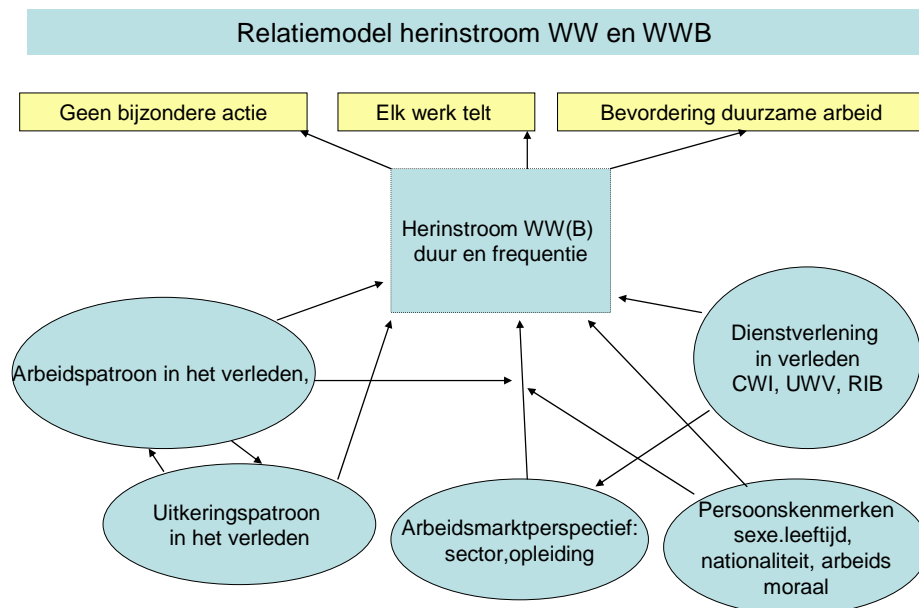 Relatiemodel herinstroom WW en WWB
Geen bijzondere actie
Elk werk telt
Bevordering duurzame arbeid
Herinstroom WW(B)
duur en frequentie
Arbeidspatroon in het verleden,
Dienstverlening
in verleden
CWI, UWV, RIB
Uitkeringspatroon
in het verleden
Arbeidsmarktperspectief:
sector,opleiding
Persoonskenmerken
sexe.leeftijd,
nationaliteit, arbeids
moraal